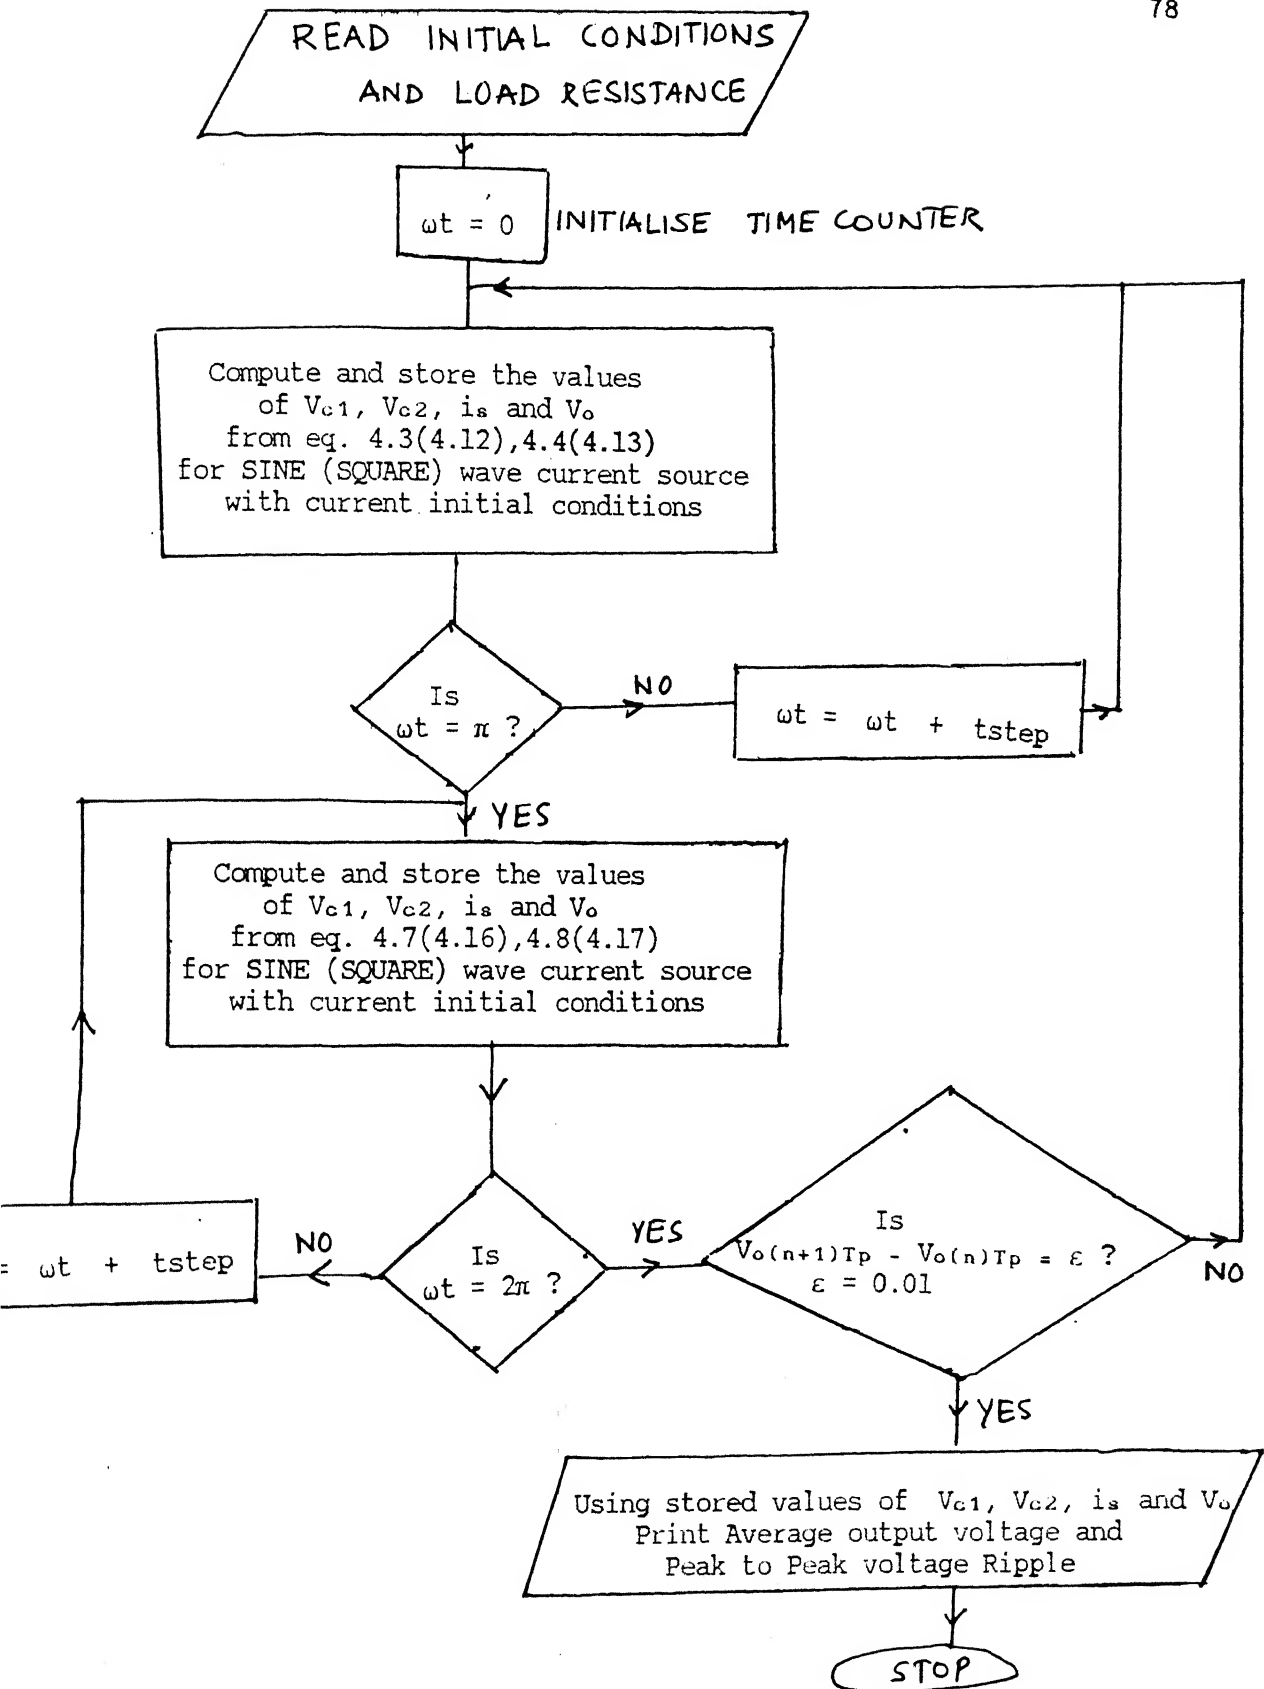 78
READ INITIAL CONDITIONS
AND LOAD RESISTANCE
ωt = 0
INITIALISE TIME COUNTER
Compute and store the values
of Vc1, Vc2, is and Vo
from eq. 4.3(4.12),4.4(4.13)
for SINE (SQUARE) wave current source
with current initial conditions
Is
ωt = π ?
NO
ωt = ωt + tstep
YES
Compute and store the values
of Vc1, Vc2, is and Vo
from eq. 4.7(4.16),4.8(4.17)
for SINE (SQUARE) wave current source
with current initial conditions
= ωt + tstep
NO
Is
ωt = 2π ?
YES
Is
Vo(n+1)Tp - Vo(n)Tp = ε ?
ε = 0.01
NO
YES
Using stored values of Vc1, Vc2, is and Vo
Print Average output voltage and
Peak to Peak voltage Ripple
STOP